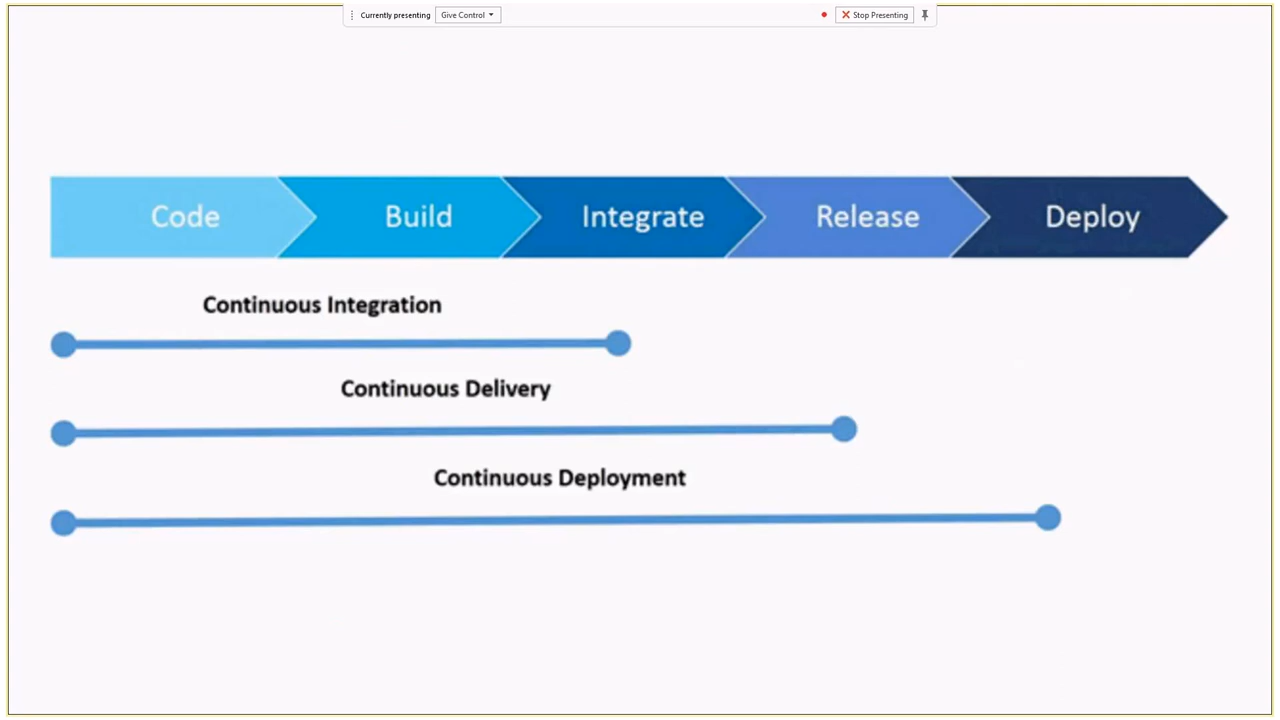 Currently presenting Give Control Stop Presenting
Code Build Integrate Release Deploy
Continuous Integration
Continuous Delivery
Continuous Deployment